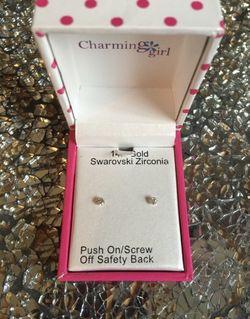 Charming girl
14K Gold
Swarovski Zirconia
Push On/Screw
Off Safety Back